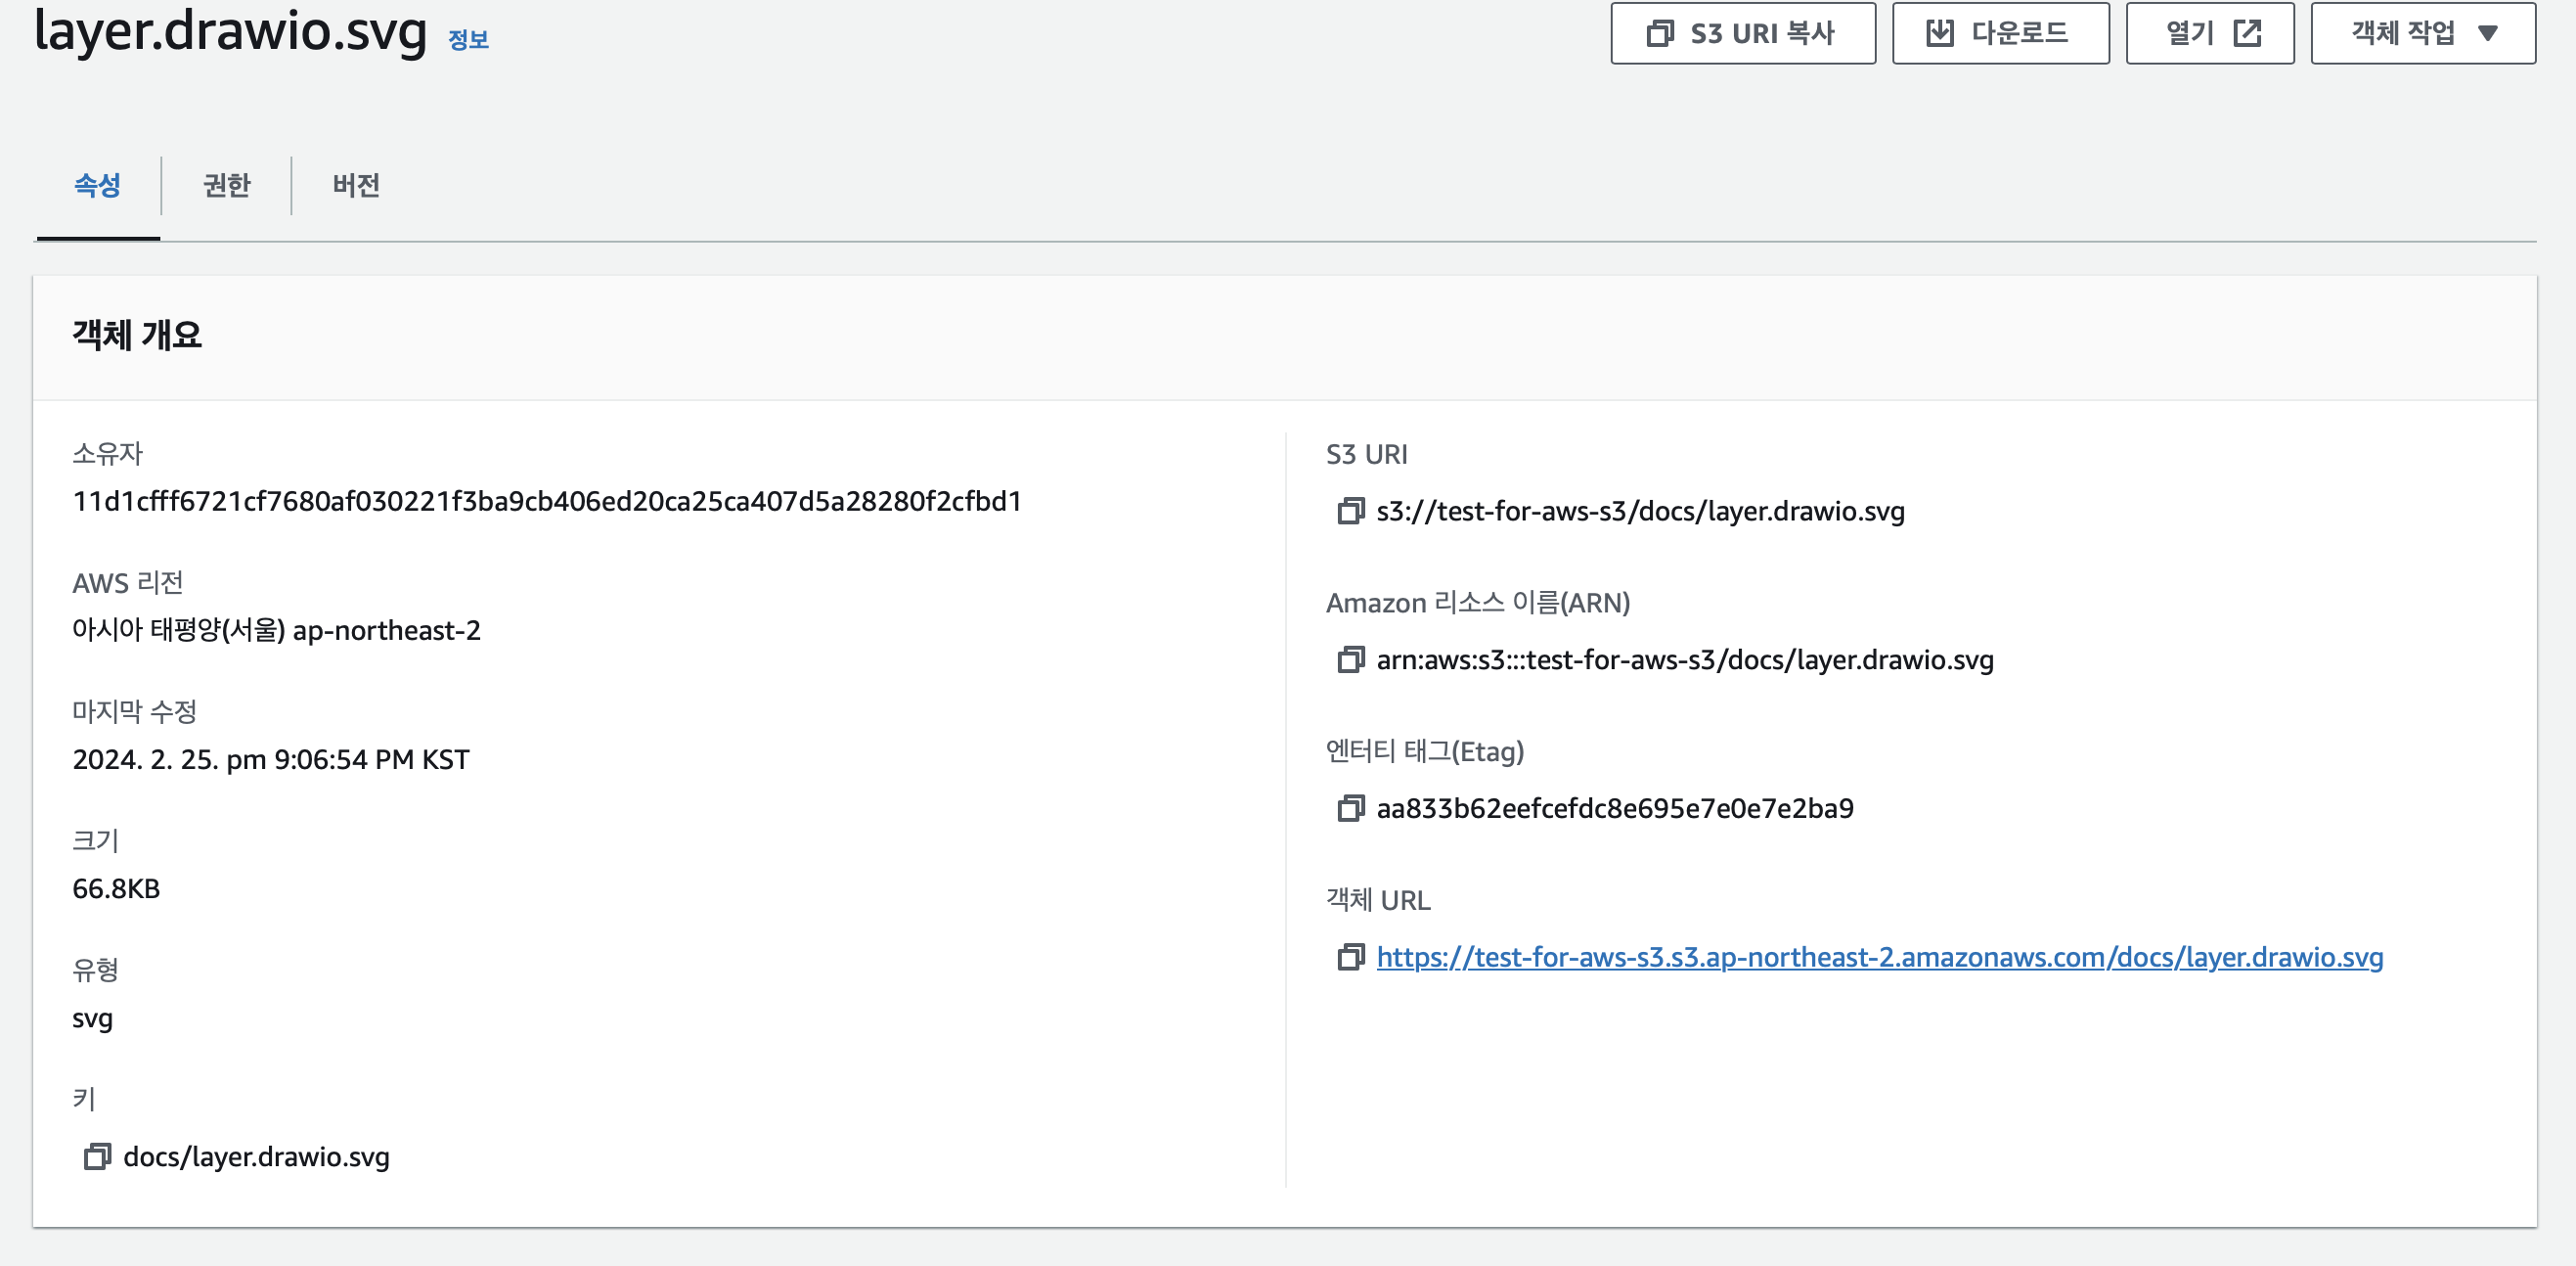 layer.drawio.svg 정보
S3 URI 복사
다운로드
열기
객체 작업
속성
권한
버전
객체 개요
소유자
11d1cfff6721cf7680af030221f3ba9cb406ed20ca25ca407d5a28280f2cfbd1
AWS 리전
아시아 태평양(서울) ap-northeast-2
마지막 수정
2024. 2. 25. pm 9:06:54 PM KST
크기
66.8KB
유형
svg
키
docs/layer.drawio.svg
S3 URI
s3://test-for-aws-s3/docs/layer.drawio.svg
Amazon 리소스 이름(ARN)
arn:aws:s3:::test-for-aws-s3/docs/layer.drawio.svg
엔터티 태그(Etag)
aa833b62eefcefdc8e695e7e0e7e2ba9
객체 URL
https://test-for-aws-s3.s3.ap-northeast-2.amazonaws.com/docs/layer.drawio.svg